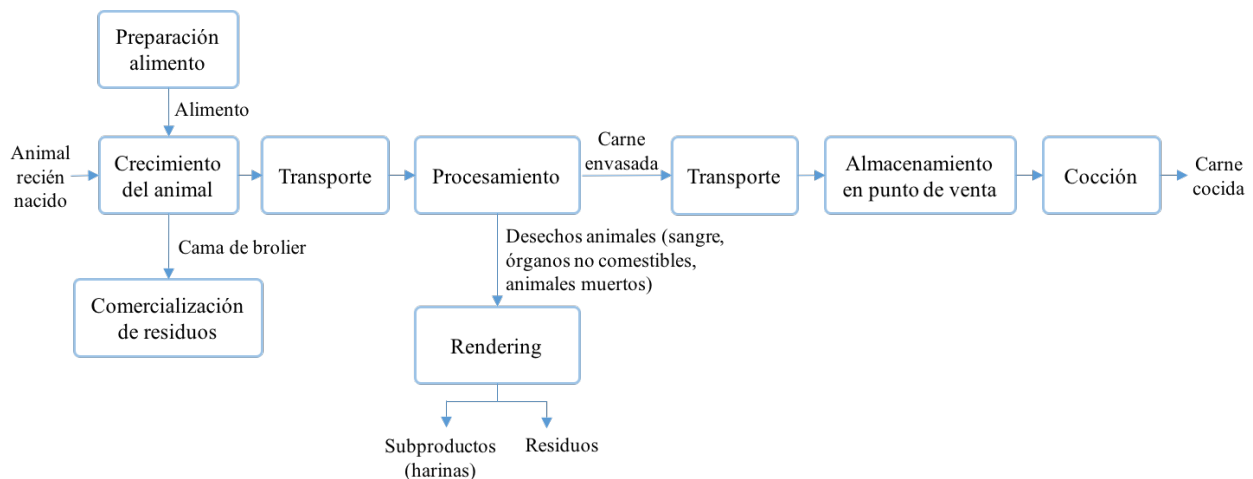 Preparación
alimento
Alimento
Animal
recién
nacido
Crecimiento
del animal
Transporte
Procesamiento
Carne
envasada
Transporte
Almacenamiento
en punto de venta
Cocción
Carne
cocida
Cama de brolier
Comercialización
de residuos
Desechos animales (sangre,
órganos no comestibles,
animales muertos)
Rendering
Subproductos
(harinas)
Residuos